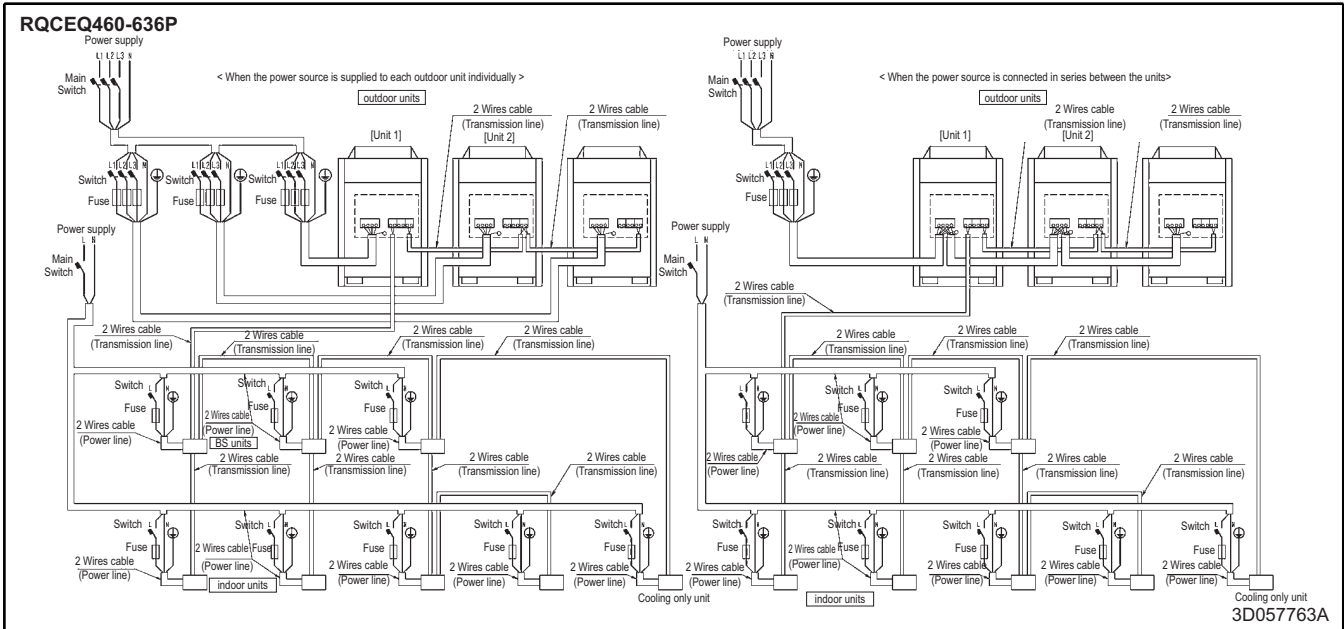 RQCEQ460-636P
Power supply
L1 L2 L3 N
Main
Switch
< When the power source is supplied to each outdoor unit individually >
outdoor units
2 Wires cable
(Transmission line)
2 Wires cable
(Transmission line)
[Unit 1]
[Unit 2]
L1 L2 L3 N
Switch
Fuse
L1 L2 L3 N
Switch
Fuse
L1 L2 L3 N
Switch
Fuse
Power supply
L N
Main
Switch
2 Wires cable
(Transmission line)
2 Wires cable
(Transmission line)
2 Wires cable
(Transmission line)
2 Wires cable
(Transmission line)
Switch L N
Fuse
2 Wires cable
(Power line)
BS units
Switch L N
Fuse
2 Wires cable
(Power line)
Switch L N
Fuse
2 Wires cable
(Power line)
2 Wires cable
(Transmission line)
2 Wires cable
(Transmission line)
2 Wires cable
(Transmission line)
2 Wires cable
(Transmission line)
Switch L N
Fuse
2 Wires cable
(Power line)
Switch L N
Fuse
2 Wires cable
(Power line)
indoor units
Switch L N
Fuse
2 Wires cable
(Power line)
Switch L N
Fuse
2 Wires cable
(Power line)
Switch L N
Fuse
2 Wires cable
(Power line)
Cooling only unit
Power supply
L1 L2 L3 N
Main
Switch
< When the power source is connected in series between the units>
outdoor units
2 Wires cable
(Transmission line)
2 Wires cable
(Transmission line)
[Unit 1]
[Unit 2]
L1 L2 L3 N
Switch
Fuse
Power supply
L N
Main
Switch
2 Wires cable
(Transmission line)
2 Wires cable
(Transmission line)
2 Wires cable
(Transmission line)
2 Wires cable
(Transmission line)
L N
2 Wires cable
(Power line)
Switch L N
Fuse
2 Wires cable
(Power line)
Switch L N
Fuse
2 Wires cable
(Power line)
2 Wires cable
(Transmission line)
2 Wires cable
(Transmission line)
2 Wires cable
(Transmission line)
2 Wires cable
(Transmission line)
Switch L N
Fuse
2 Wires cable
(Power line)
Switch L N
Fuse
2 Wires cable
(Power line)
indoor units
Switch L N
Fuse
2 Wires cable
(Power line)
Switch L N
Fuse
2 Wires cable
(Power line)
Switch L N
Fuse
2 Wires cable
(Power line)
Cooling only unit
3D057763A